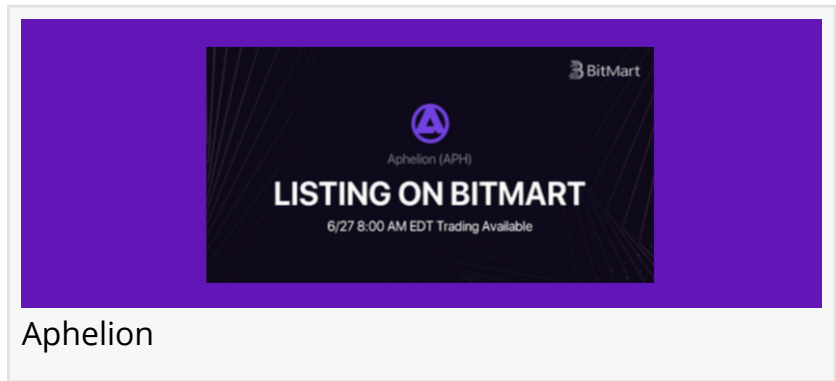 BitMart
Aphelion (APH)
LISTING ON BITMART
6/27 8:00 AM EDT Trading Available
Aphelion